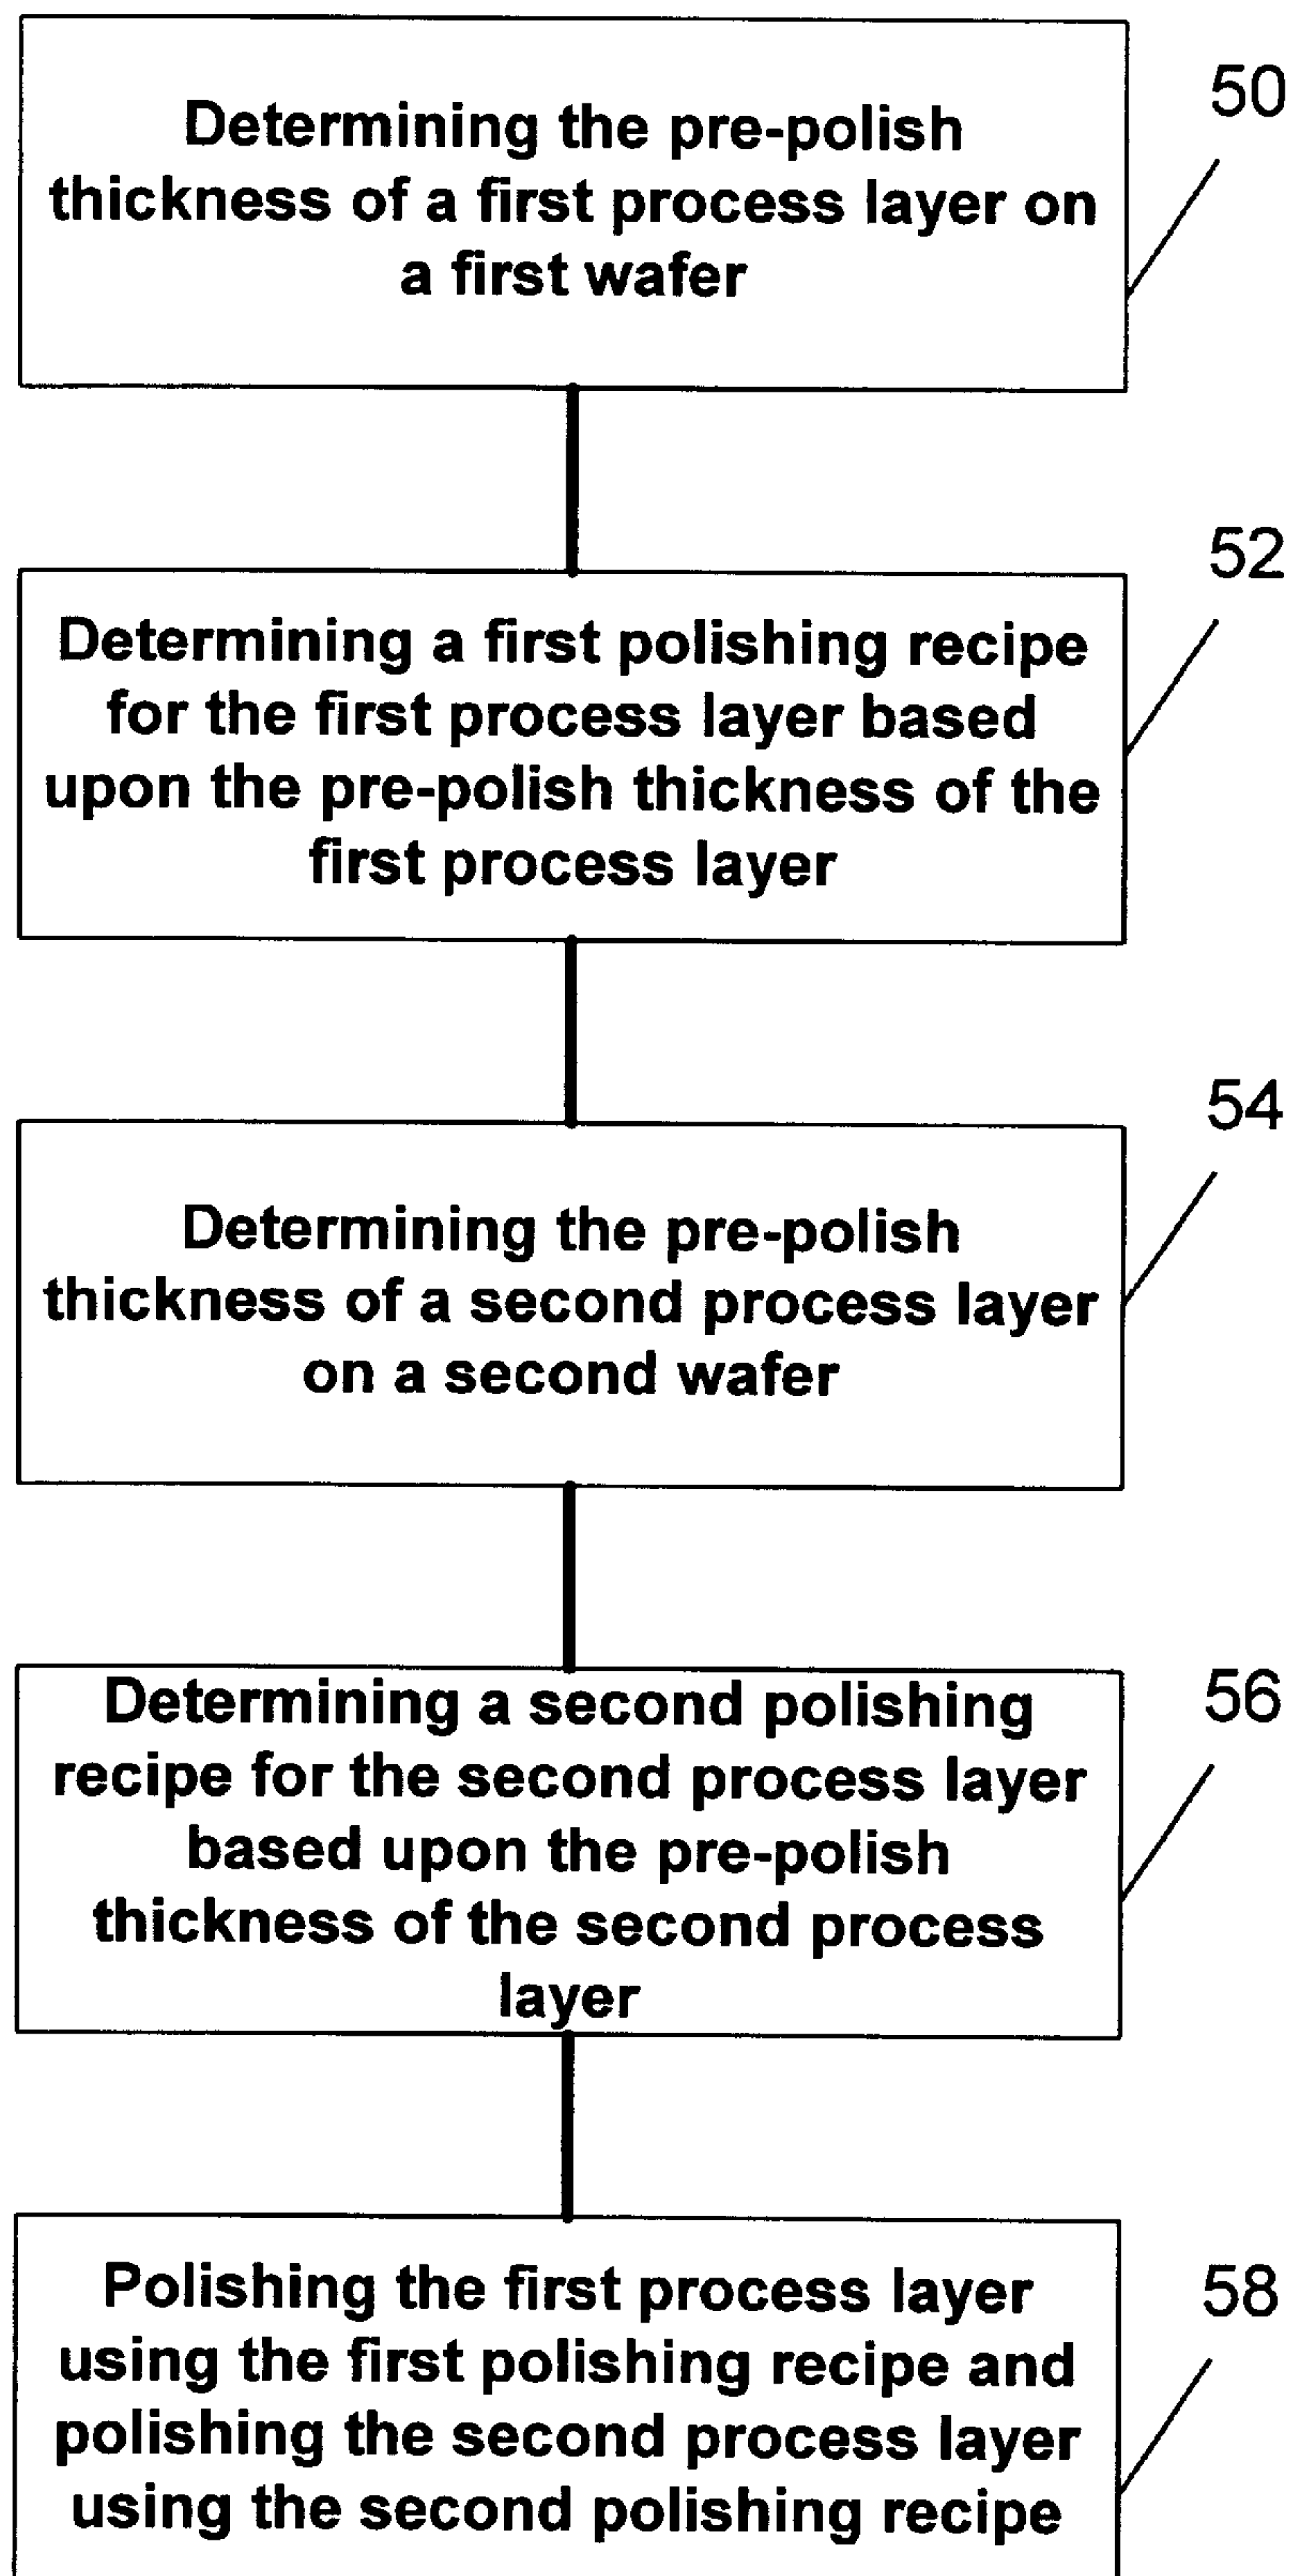 50
Determining the pre-polish
thickness of a first process layer on
a first wafer
52
Determining a first polishing recipe
for the first process layer based
upon the pre-polish thickness of the
first process layer
54
Determining the pre-polish
thickness of a second process layer
on a second wafer
56
Determining a second polishing
recipe for the second process layer
based upon the pre-polish
thickness of the second process
layer
58
Polishing the first process layer
using the first polishing recipe and
polishing the second process layer
using the second polishing recipe